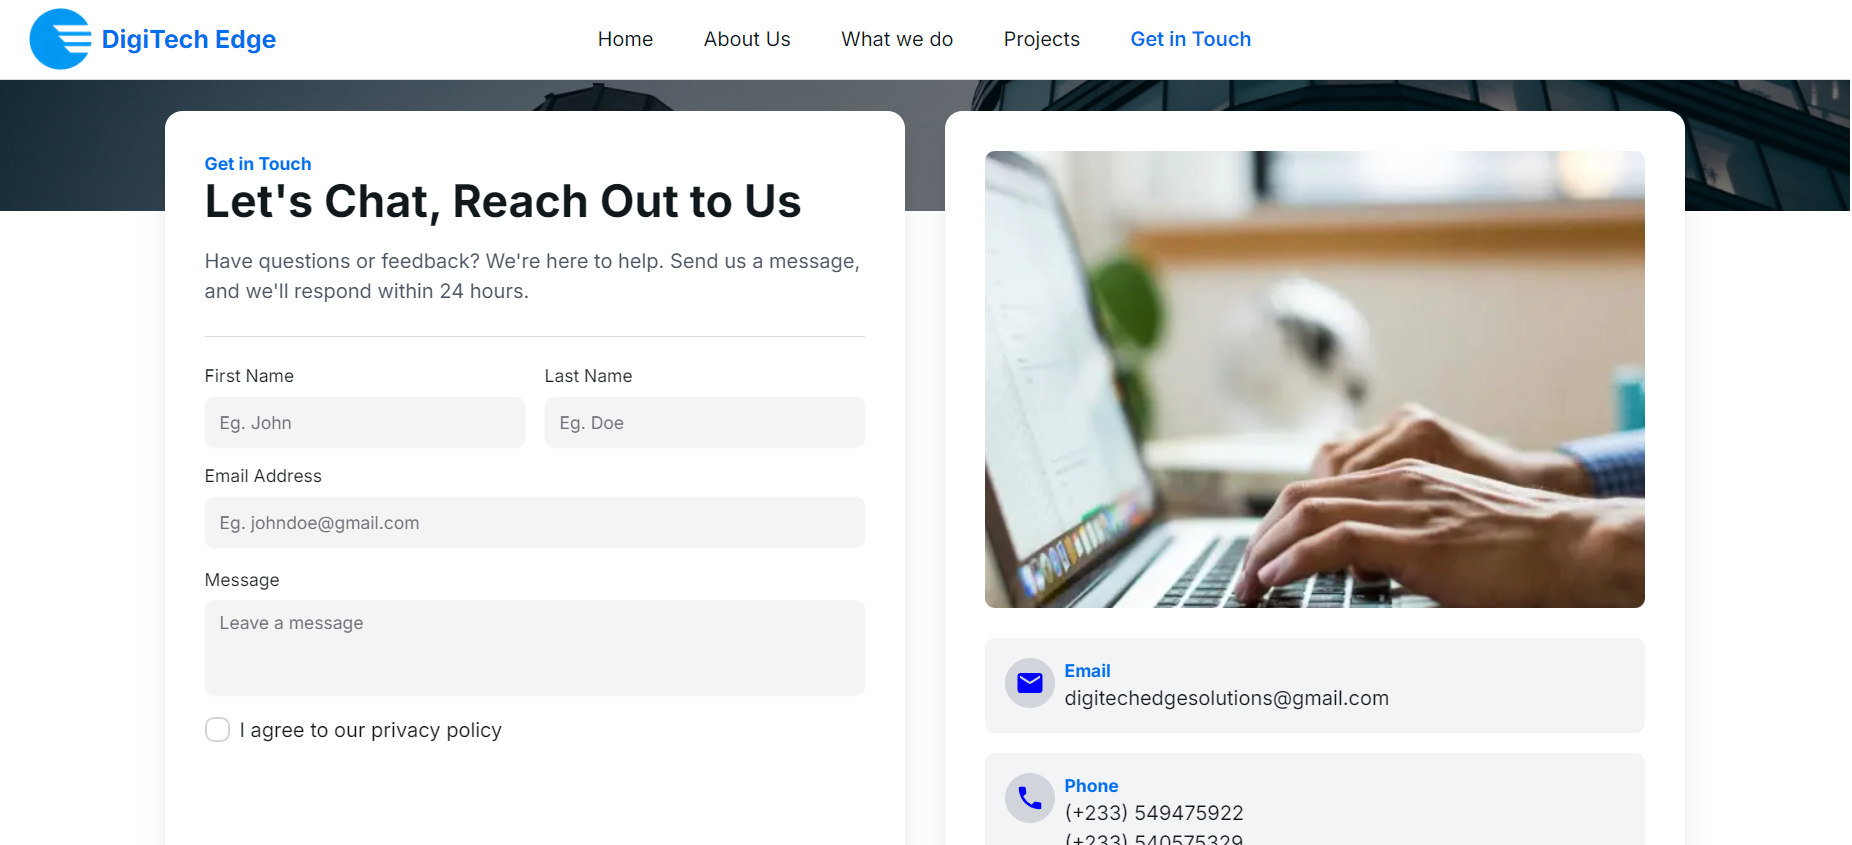 DigiTech Edge
Home
About Us
What we do
Projects
Get in Touch
Get in Touch
Let's Chat, Reach Out to Us
Have questions or feedback? We're here to help. Send us a message,
and we'll respond within 24 hours.
First Name
Last Name
Eg. John
Eg. Doe
Email Address
Eg. johndoe@gmail.com
Message
Leave a message
I agree to our privacy policy
Email
digitechedgesolutions@gmail.com
Phone
(+233) 549475922
(+233) 540575329